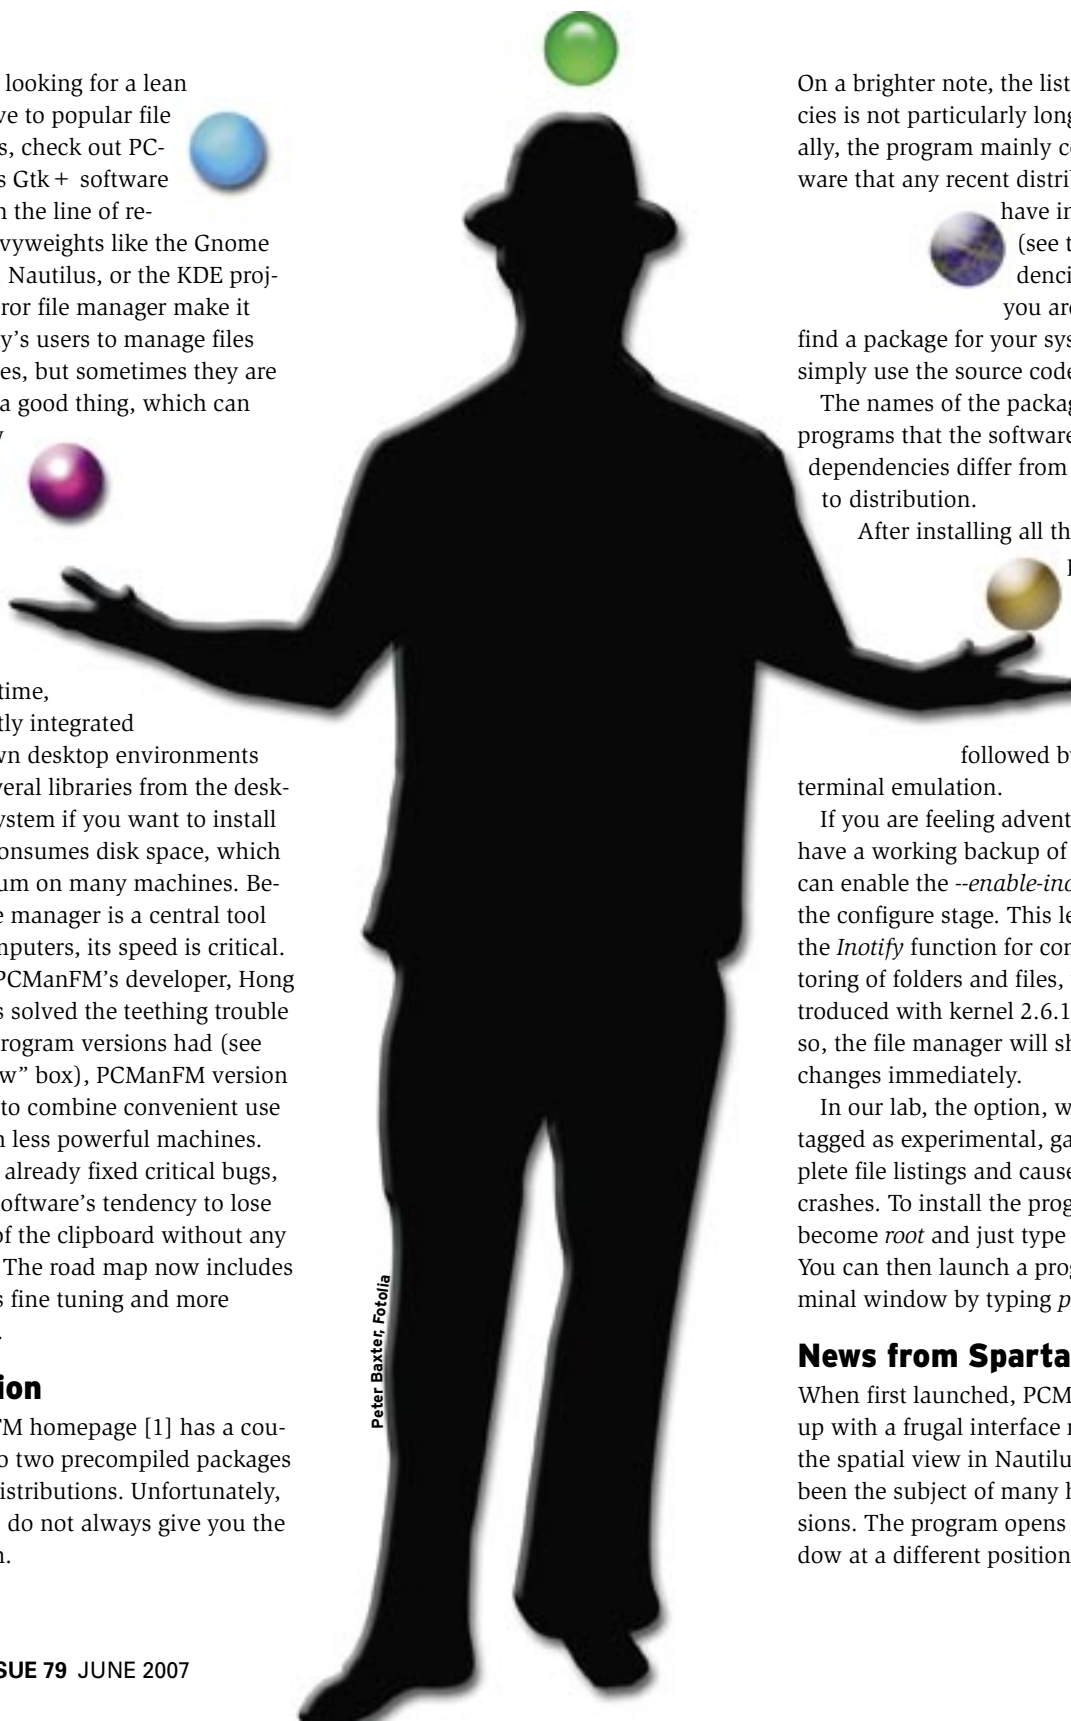 looking for a lean
ve to popular file
s, check out PC-
s Gtk+ software
n the line of re-
vyweights like the Gnome
Nautilus, or the KDE proj-
ror file manager make it
y's users to manage files
es, but sometimes they are
a good thing, which can
time,
tly integrated
wn desktop environments
veral libraries from the desk-
ystem if you want to install
onsumes disk space, which
um on many machines. Be-
e manager is a central tool
mputers, its speed is critical.
PCManFM's developer, Hong
s solved the teething trouble
rogram versions had (see
w” box), PCManFM version
to combine convenient use
n less powerful machines.
already fixed critical bugs,
oftware's tendency to lose
of the clipboard without any
The road map now includes
s fine tuning and more
.
ion
FM homepage [1] has a cou-
o two precompiled packages
istributions. Unfortunately,
do not always give you the
n.
SUE 79 JUNE 2007
Peter Baxter, Fotolia
On a brighter note, the list
cies is not particularly long
ally, the program mainly co
ware that any recent distrib
have in
(see t
denci
you are
find a package for your sys
simply use the source code
The names of the packag
programs that the software
dependencies differ from
to distribution.
After installing all th
followed by
terminal emulation.
If you are feeling advent
have a working backup of
can enable the --enable-ino
the configure stage. This le
the Inotify function for con
toring of folders and files,
troduced with kernel 2.6.1
so, the file manager will sh
changes immediately.
In our lab, the option, w
tagged as experimental, ga
plete file listings and cause
crashes. To install the prog
become root and just type
You can then launch a prog
minal window by typing p
News from Sparta
When first launched, PCM
up with a frugal interface r
the spatial view in Nautilu
been the subject of many h
sions. The program opens
dow at a different position